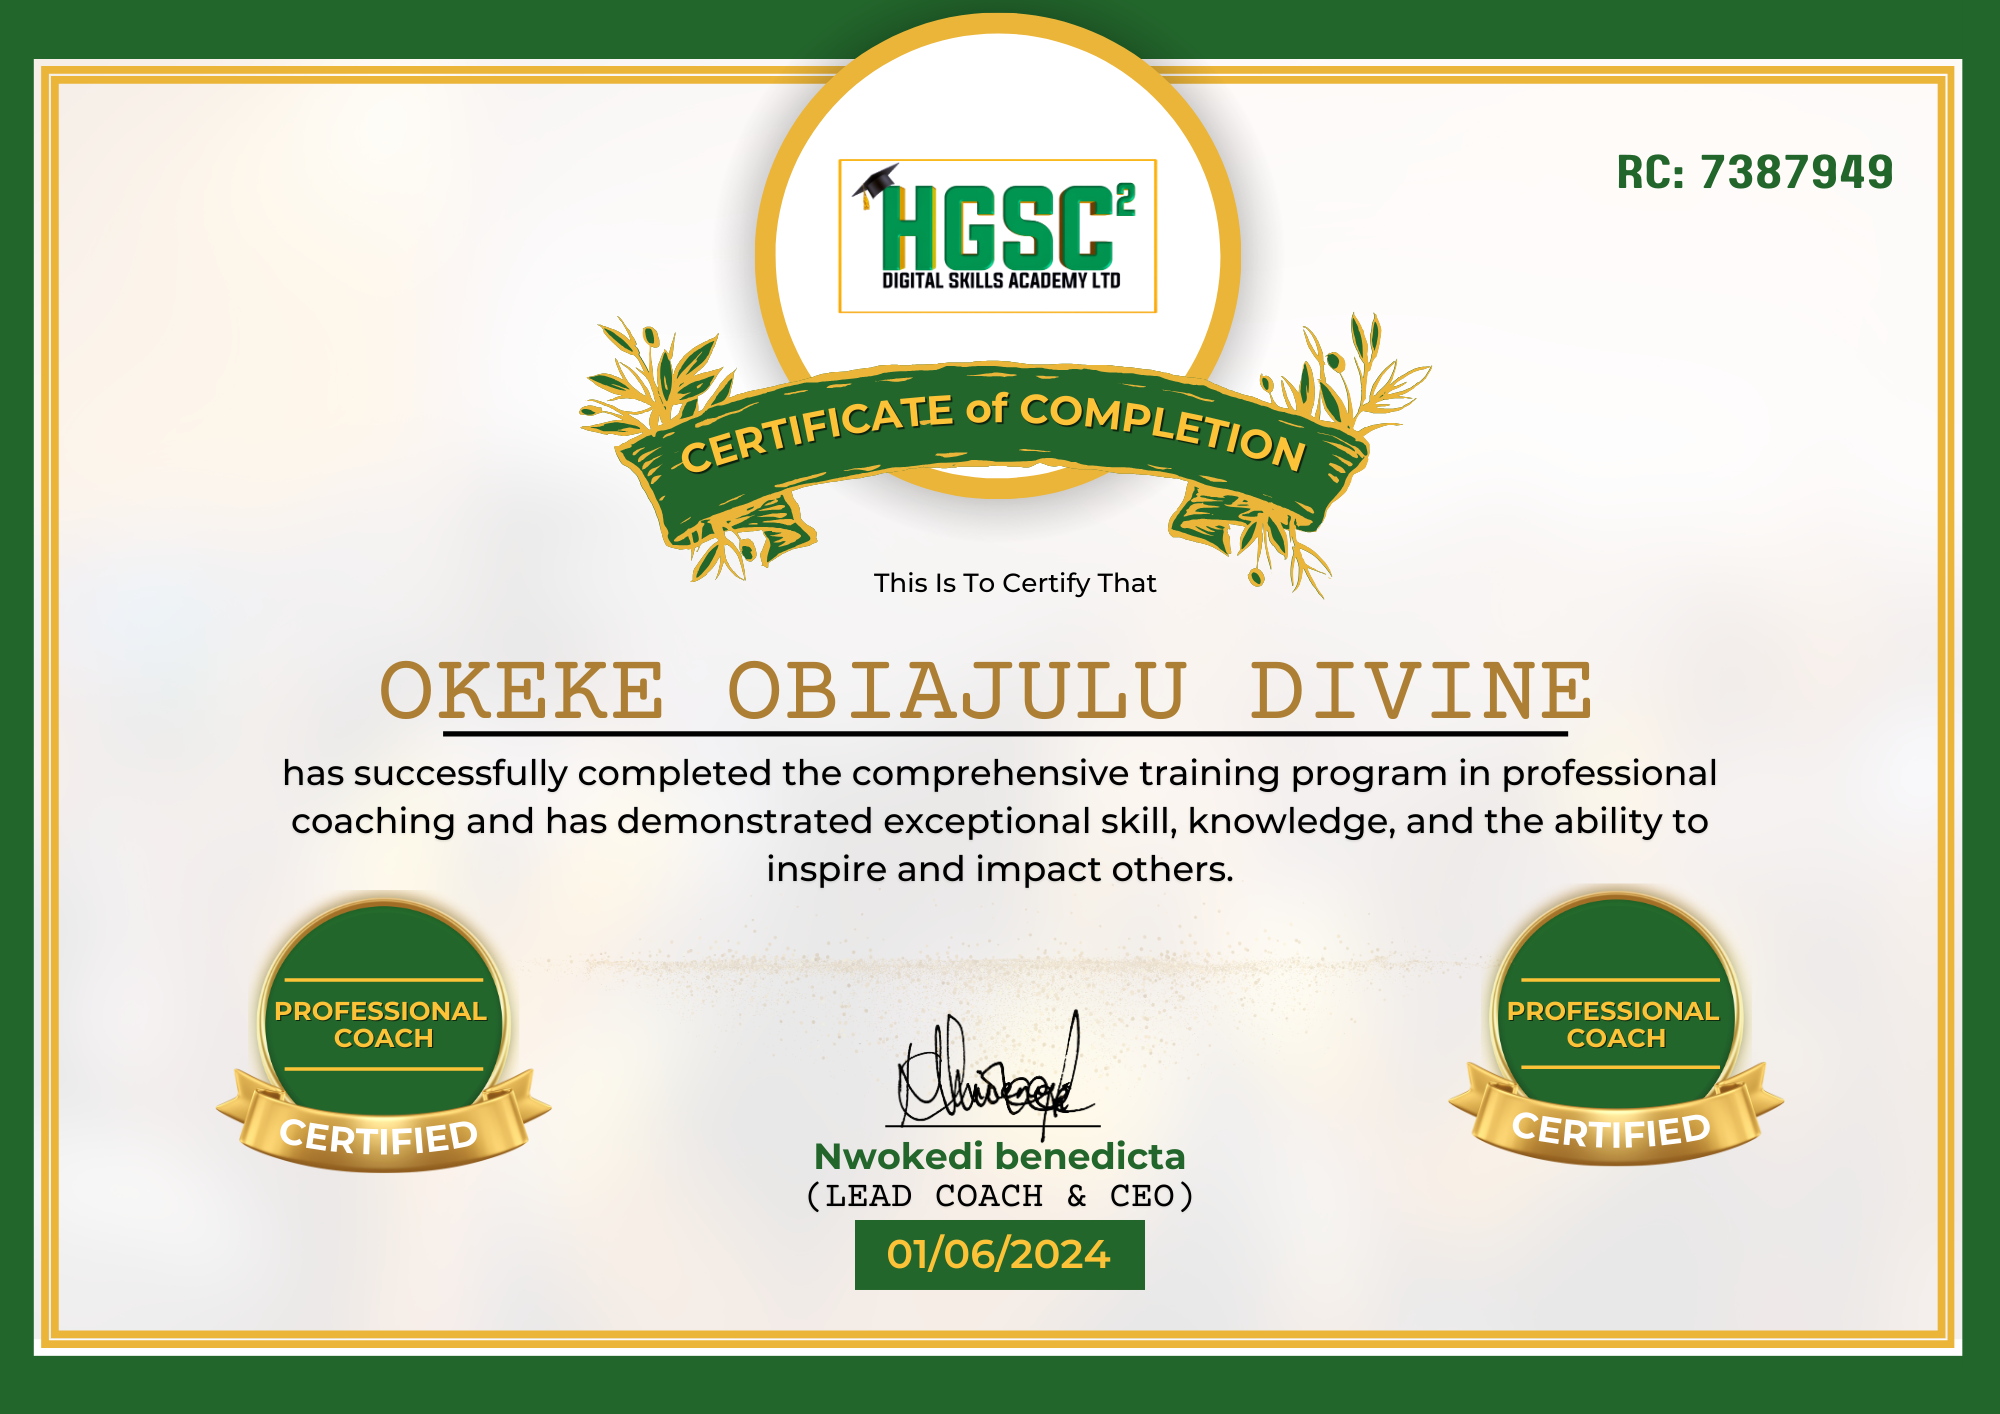 RC: 7387949
HGSC²
DIGITAL SKILLS ACADEMY LTD
CERTIFICATE of COMPLETION
This Is To Certify That
OKEKE OBIAJULU DIVINE
has successfully completed the comprehensive training program in professional
coaching and has demonstrated exceptional skill, knowledge, and the ability to
inspire and impact others.
PROFESSIONAL
COACH
CERTIFIED
PROFESSIONAL
COACH
CERTIFIED
Nwokedi benedicta
(LEAD COACH & CEO)
01/06/2024